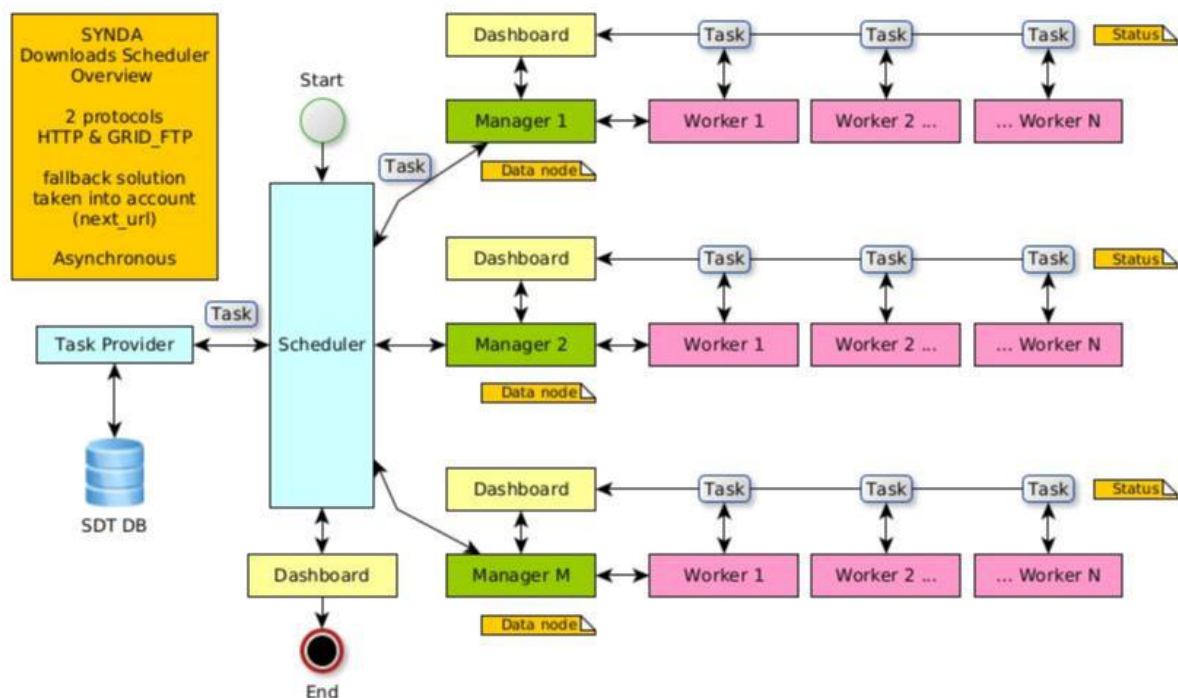 SYNDA
Downloads Scheduler
Overview
2 protocols
HTTP & GRID_FTP
fallback solution
taken into account
(next_url)
Asynchronous
Start
Dashboard
Task
Task
Task
Status
Manager 1
Worker 1
Worker 2 ...
... Worker N
Task
Data node
Dashboard
Task
Task
Task
Status
Task
Task Provider
Scheduler
Manager 2
Worker 1
Worker 2 ...
... Worker N
Data node
SDT DB
Dashboard
Task
Task
Task
Status
Dashboard
Manager M
Worker 1
Worker 2 ...
... Worker N
Data node
End